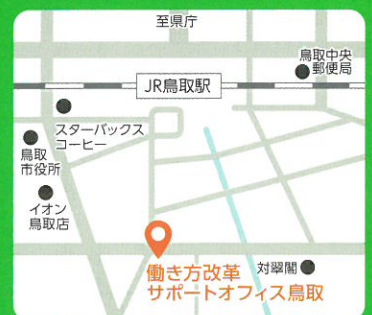 至県庁
鳥取中央
郵便局
JR鳥取駅
スターバックス
コーヒー
鳥取
市役所
イオン
鳥取店
働き方改革
サポートオフィス鳥取
対翠閣